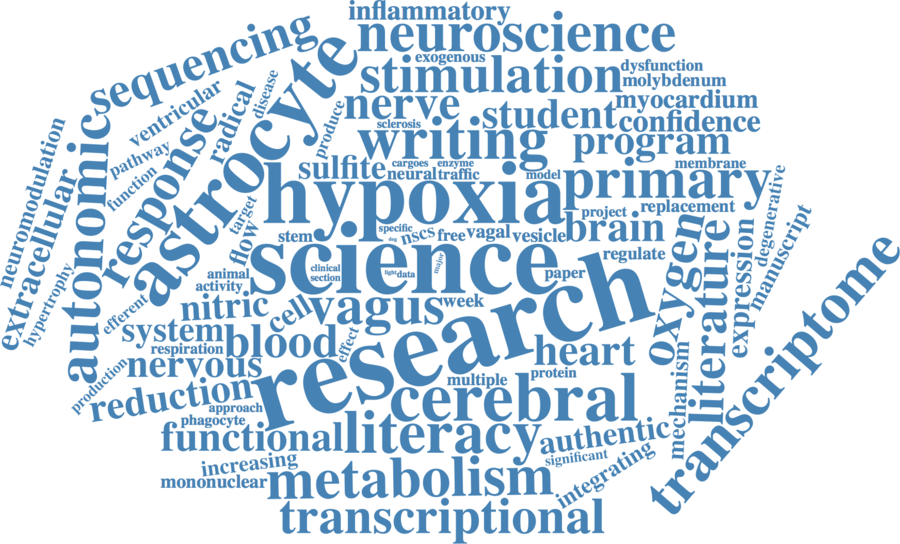 inflammatory
neuroscience
sequencing
exogenous
stimulation
dysfunction
molybdenum
astrocyte
disease
ventricular
radical
nerve
student
myocardium
confidence
produce
sclerosis
writing
program
neuromodulation
autonomic
response
pathway
function
sulfite
cargoes
enzyme
neural
traffic
model
membrane
primary
extracellular
hypoxia
target
flow
project
replacement
degenerative
manuscript
stem
specific
nscs
free
vagal
vesicle
brain
oxygen
literature
expression
dog
science
regulate
hypertrophy
animal
activity
clinical
section
light
data
major
paper
efferent
nitric
cell
vagus
week
research
transcriptome
system
respiration
blood
effect
heart
nervous
production
reduction
multiple
protein
mechanism
approach
phagocyte
cerebral
functional
literacy
authentic
significant
increasing
mononuclear
metabolism
integrating
transcriptional